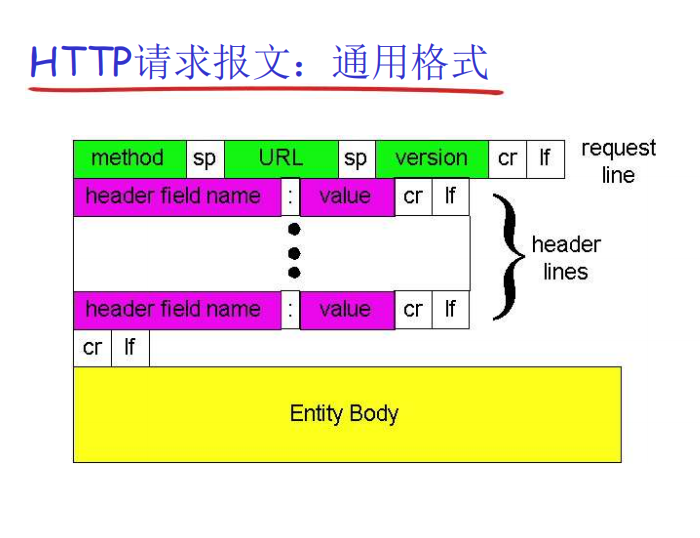 HTTP请求报文：通用格式
method sp URL sp version cr lf
request
line
header field name : value cr lf
header
lines
header field name : value cr lf
cr lf
Entity Body